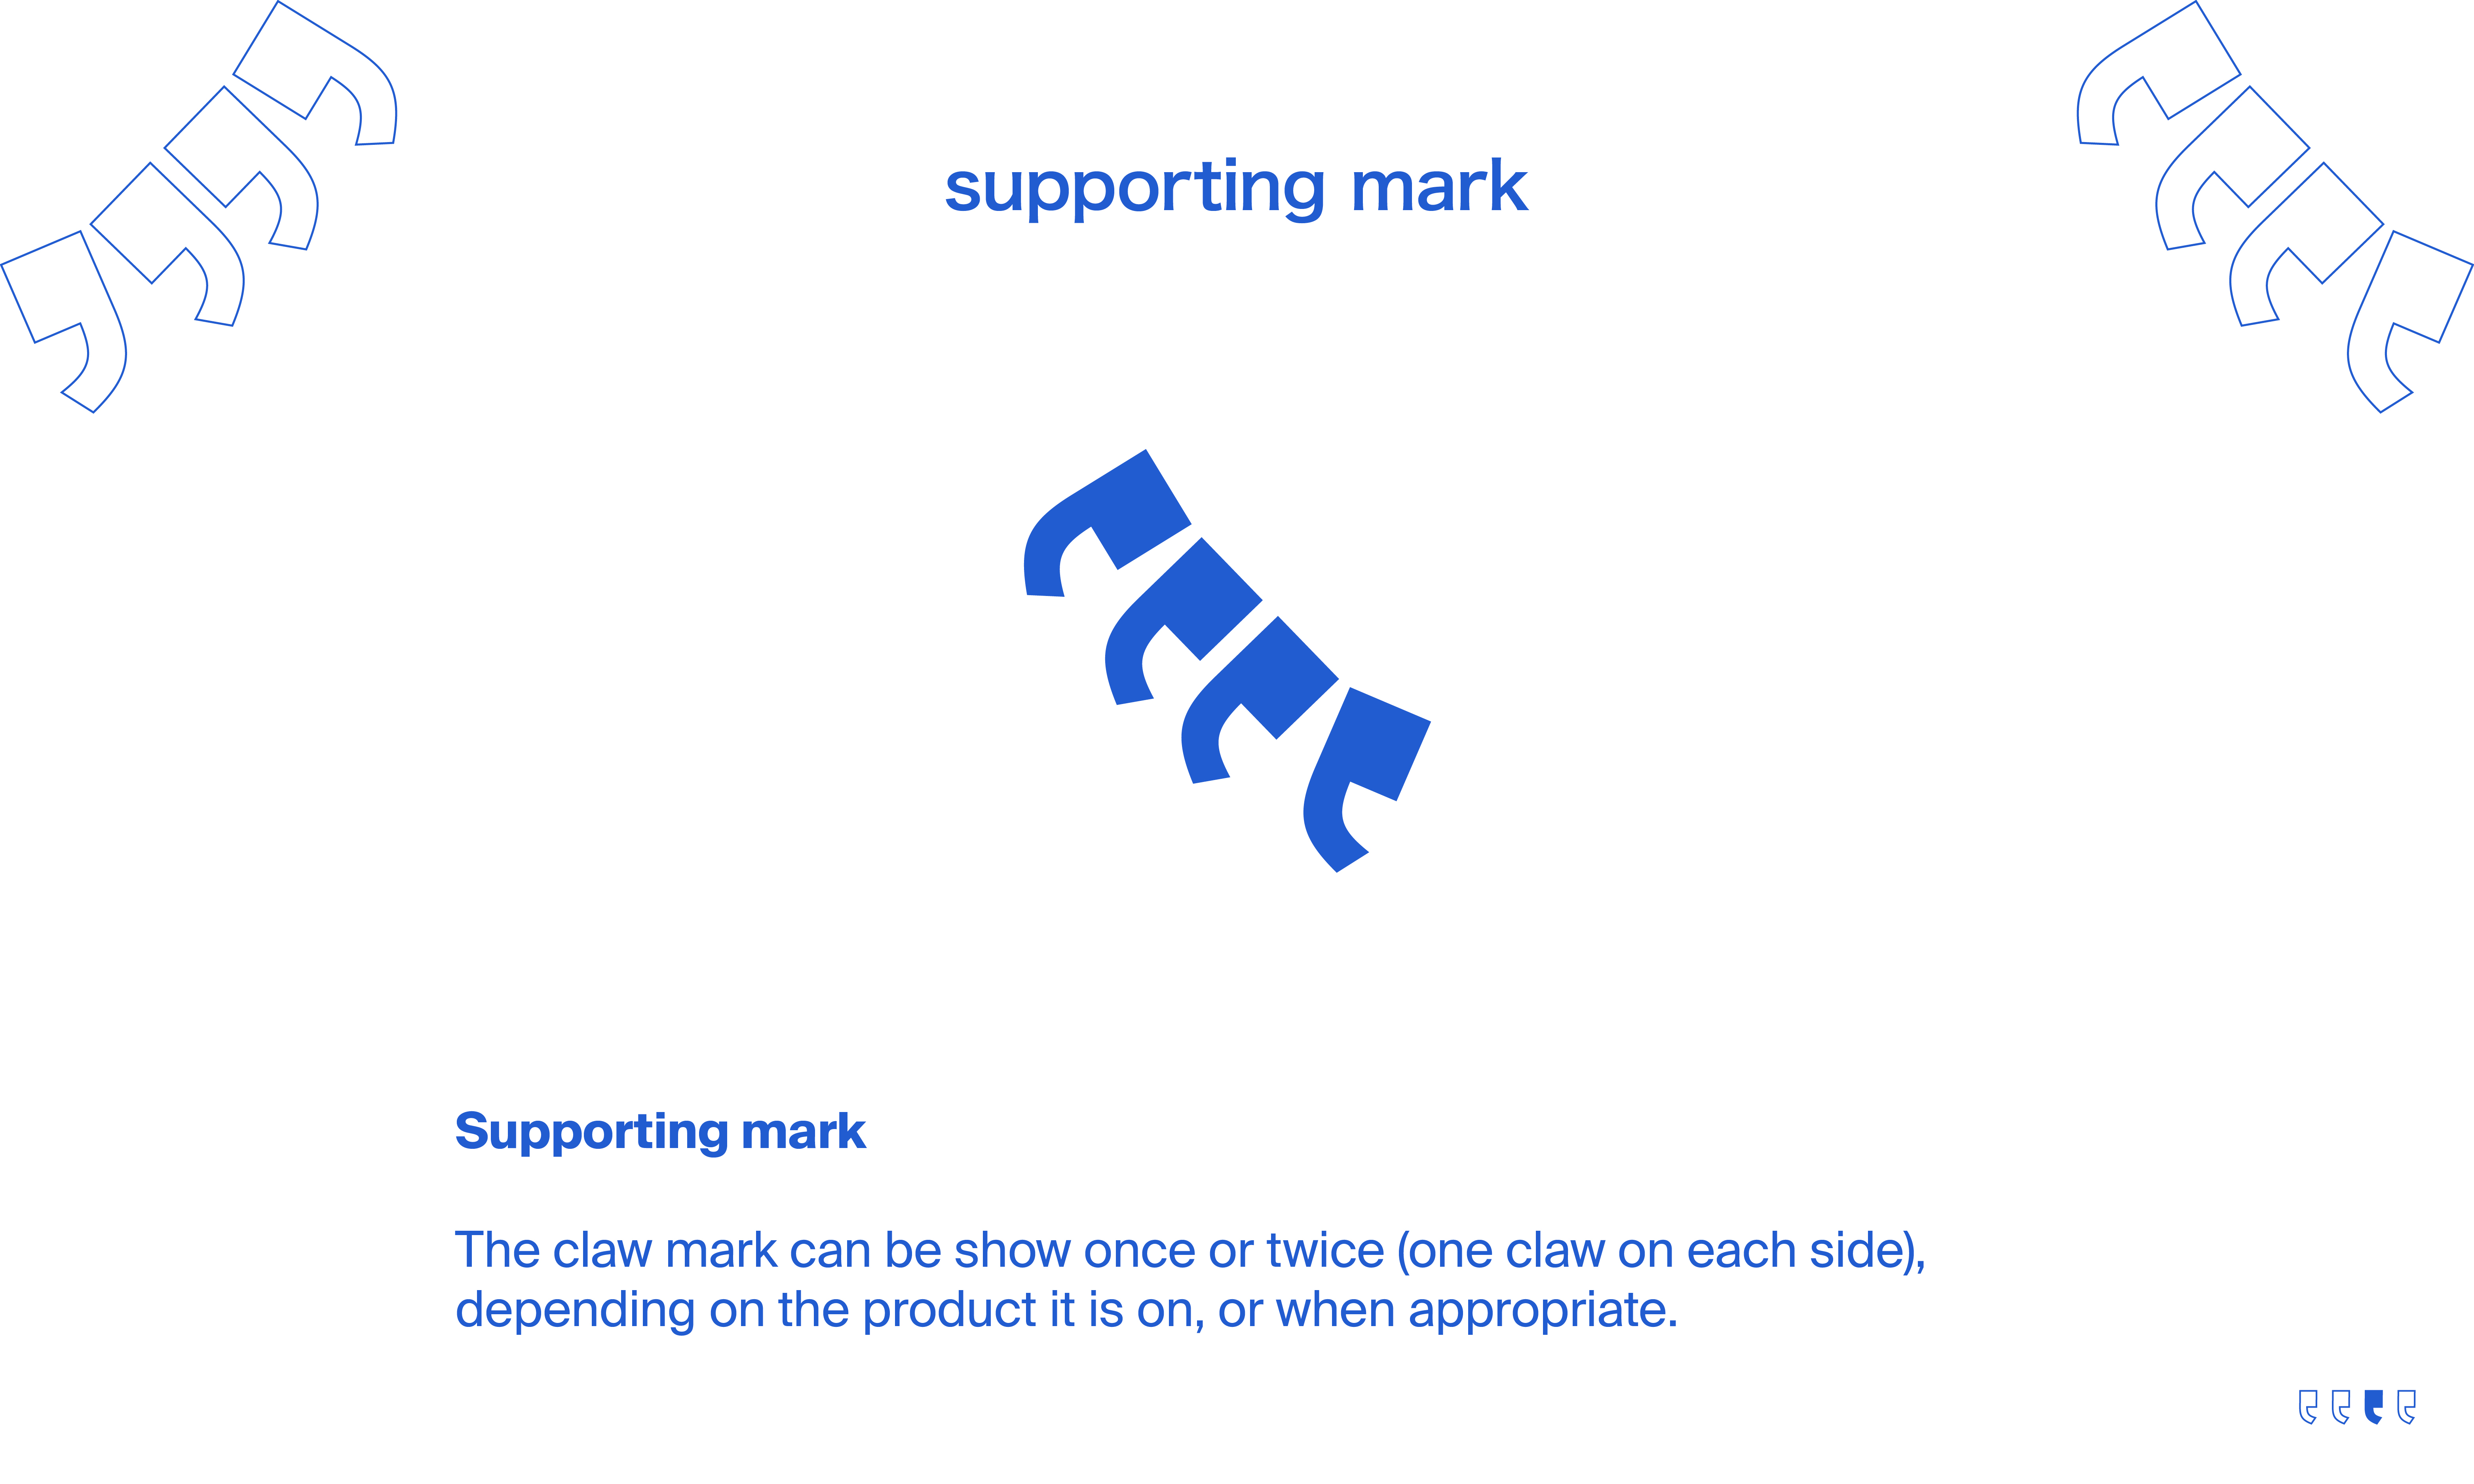 supporting mark
Supporting mark
The claw mark can be show once or twice (one claw on each side),
depending on the product it is on, or when appropriate.